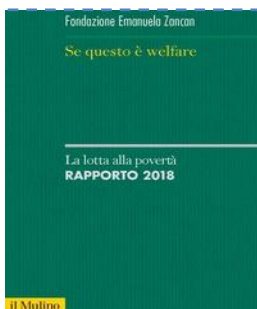 Fondazione Emanuela Zancan
Se questo è welfare
La lotta alla povertà
RAPPORTO 2018
il Mulino